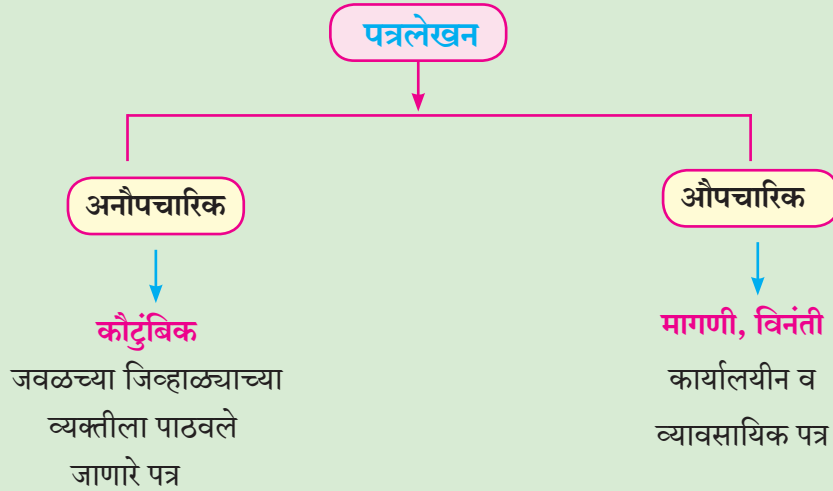 पत्रलेखन
अनौपचारिक
कौटुंबिक
जवळच्या जिव्हाळ्याच्या
व्यक्तीला पाठवले
जाणारे पत्र
औपचारिक
मागणी, विनंती
कार्यालयीन व
व्यावसायिक पत्र